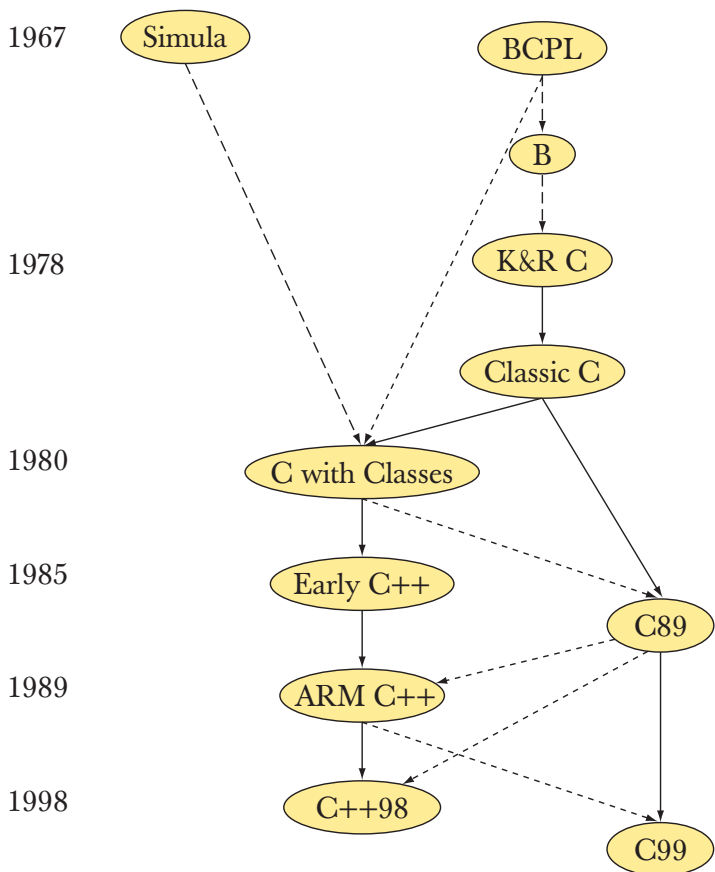 1967
Simula
BCPL
B
1978
K&R C
Classic C
1980
C with Classes
1985
Early C++
C89
1989
ARM C++
1998
C++98
C99